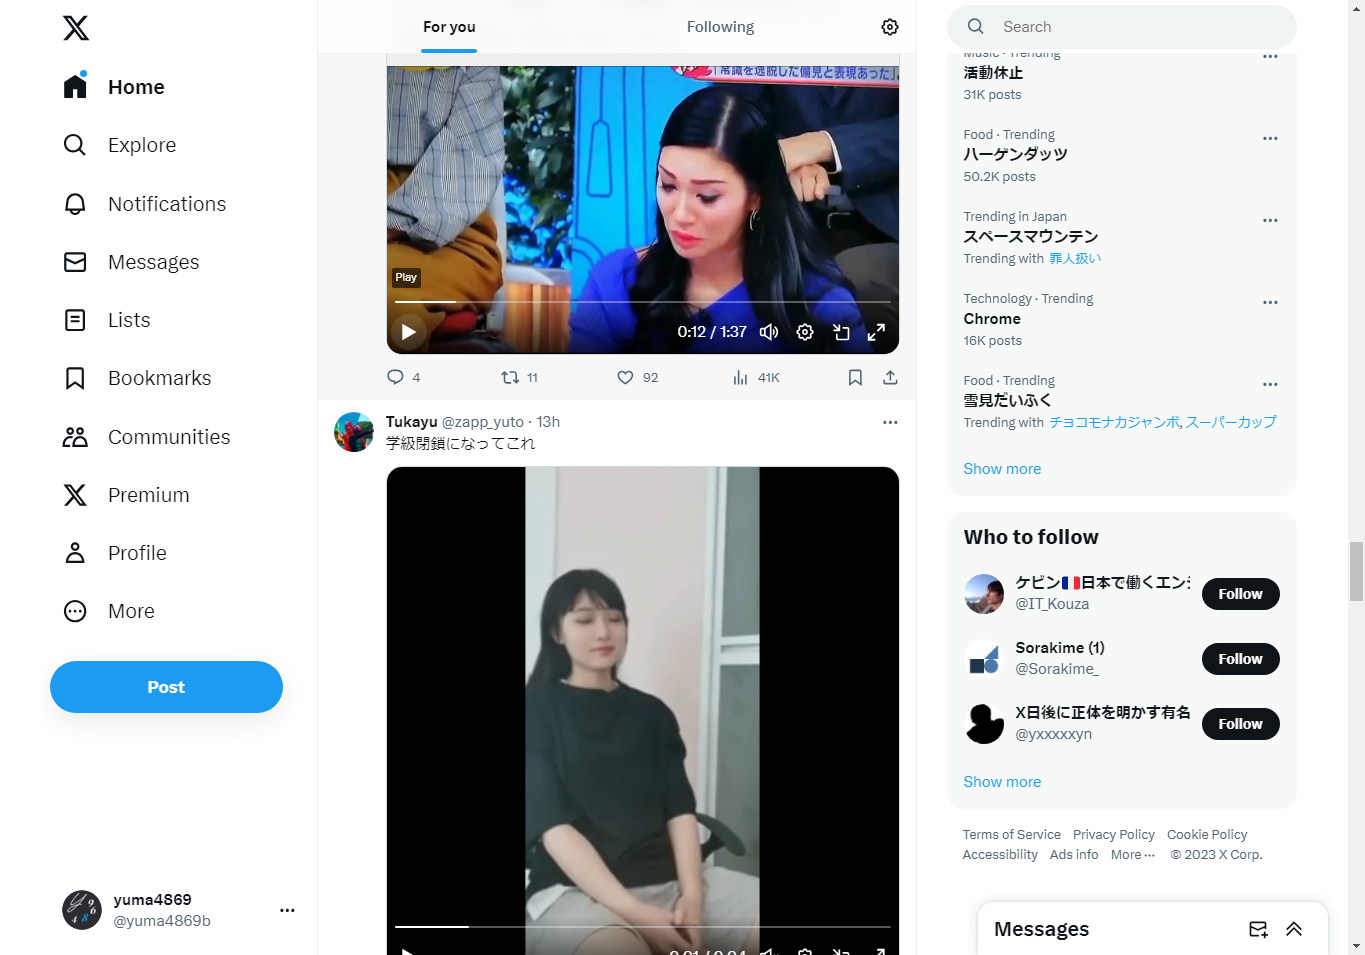 Home
Explore
Notifications
Messages
Lists
Bookmarks
Communities
Premium
Profile
More
Post
yuma4869
@yuma4869b
For you
Following
「常識を逸脱した偏見と表現あった」
Play
0:12 / 1:37
4
11
92
41K
Tukayu @zapp_yuto · 13h
学級閉鎖になってこれ
0:01 / 0:04
Search
Music · Trending
活動休止
31K posts
Food · Trending
ハーゲンダッツ
50.2K posts
Trending in Japan
スペースマウンテン
Trending with 罪人扱い
Technology · Trending
Chrome
16K posts
Food · Trending
雪見だいふく
Trending with チョコモナカジャンボ, スーパーカップ
Show more
Who to follow
ケビン🇫🇷日本で働くエンジ
@IT_Kouza
Follow
Sorakime (1)
@Sorakime_
Follow
X日後に正体を明かす有名
@yxxxxxyn
Follow
Show more
Terms of Service Privacy Policy Cookie Policy
Accessibility Ads info More ··· © 2023 X Corp.
Messages